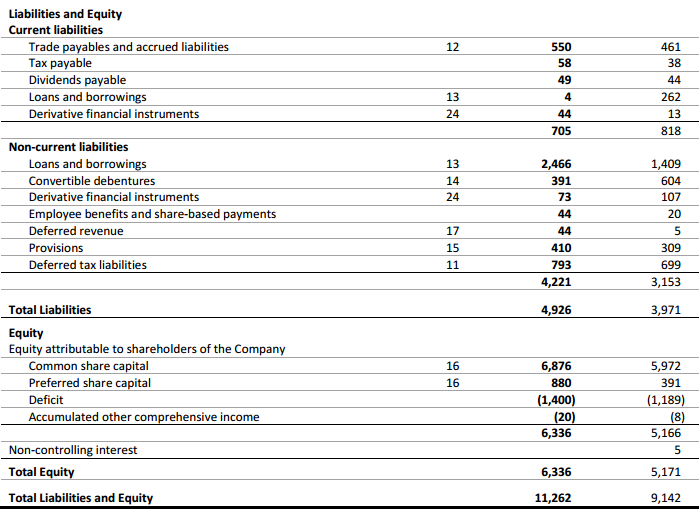 Liabilities and Equity
Current liabilities
Trade payables and accrued liabilities 12 550 461
Tax payable 58 38
Dividends payable 49 44
Loans and borrowings 13 4 262
Derivative financial instruments 24 44 13
705 818
Non-current liabilities
Loans and borrowings 13 2,466 1,409
Convertible debentures 14 391 604
Derivative financial instruments 24 73 107
Employee benefits and share-based payments 44 20
Deferred revenue 17 44 5
Provisions 15 410 309
Deferred tax liabilities 11 793 699
4,221 3,153
Total Liabilities 4,926 3,971
Equity
Equity attributable to shareholders of the Company
Common share capital 16 6,876 5,972
Preferred share capital 16 880 391
Deficit (1,400) (1,189)
Accumulated other comprehensive income (20) (8)
6,336 5,166
Non-controlling interest 5
Total Equity 6,336 5,171
Total Liabilities and Equity 11,262 9,142